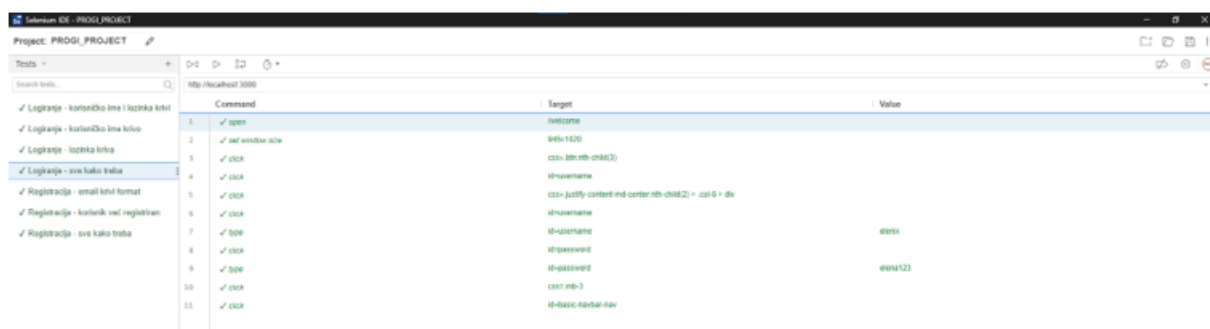 Selenium IDE - PROGI_PROJECT
Project: PROGI_PROJECT
Tests
Search tests...
http://localhost:3000
Command Target Value
✓ Logiranje - korisničko ime i lozinka krivi
✓ Logiranje - korisničko ime krivo
✓ Logiranje - lozinka kriva
✓ Logiranje - sve kako treba
✓ Registracija - email krivi format
✓ Registracija - korisnik već registriran
✓ Registracija - sve kako treba
1 ✓ open /welcome
2 ✓ set window size 945x1020
3 ✓ click css=.btn:nth-child(3)
4 ✓ click id=username
5 ✓ click css=.justify-content-md-center:nth-child(2) > .col-6 > div
6 ✓ click id=username
7 ✓ type id=username
8 ✓ click id=password
9 ✓ type id=password elena123
10 ✓ click css=.mb-3
11 ✓ click id=basic-navbar-nav